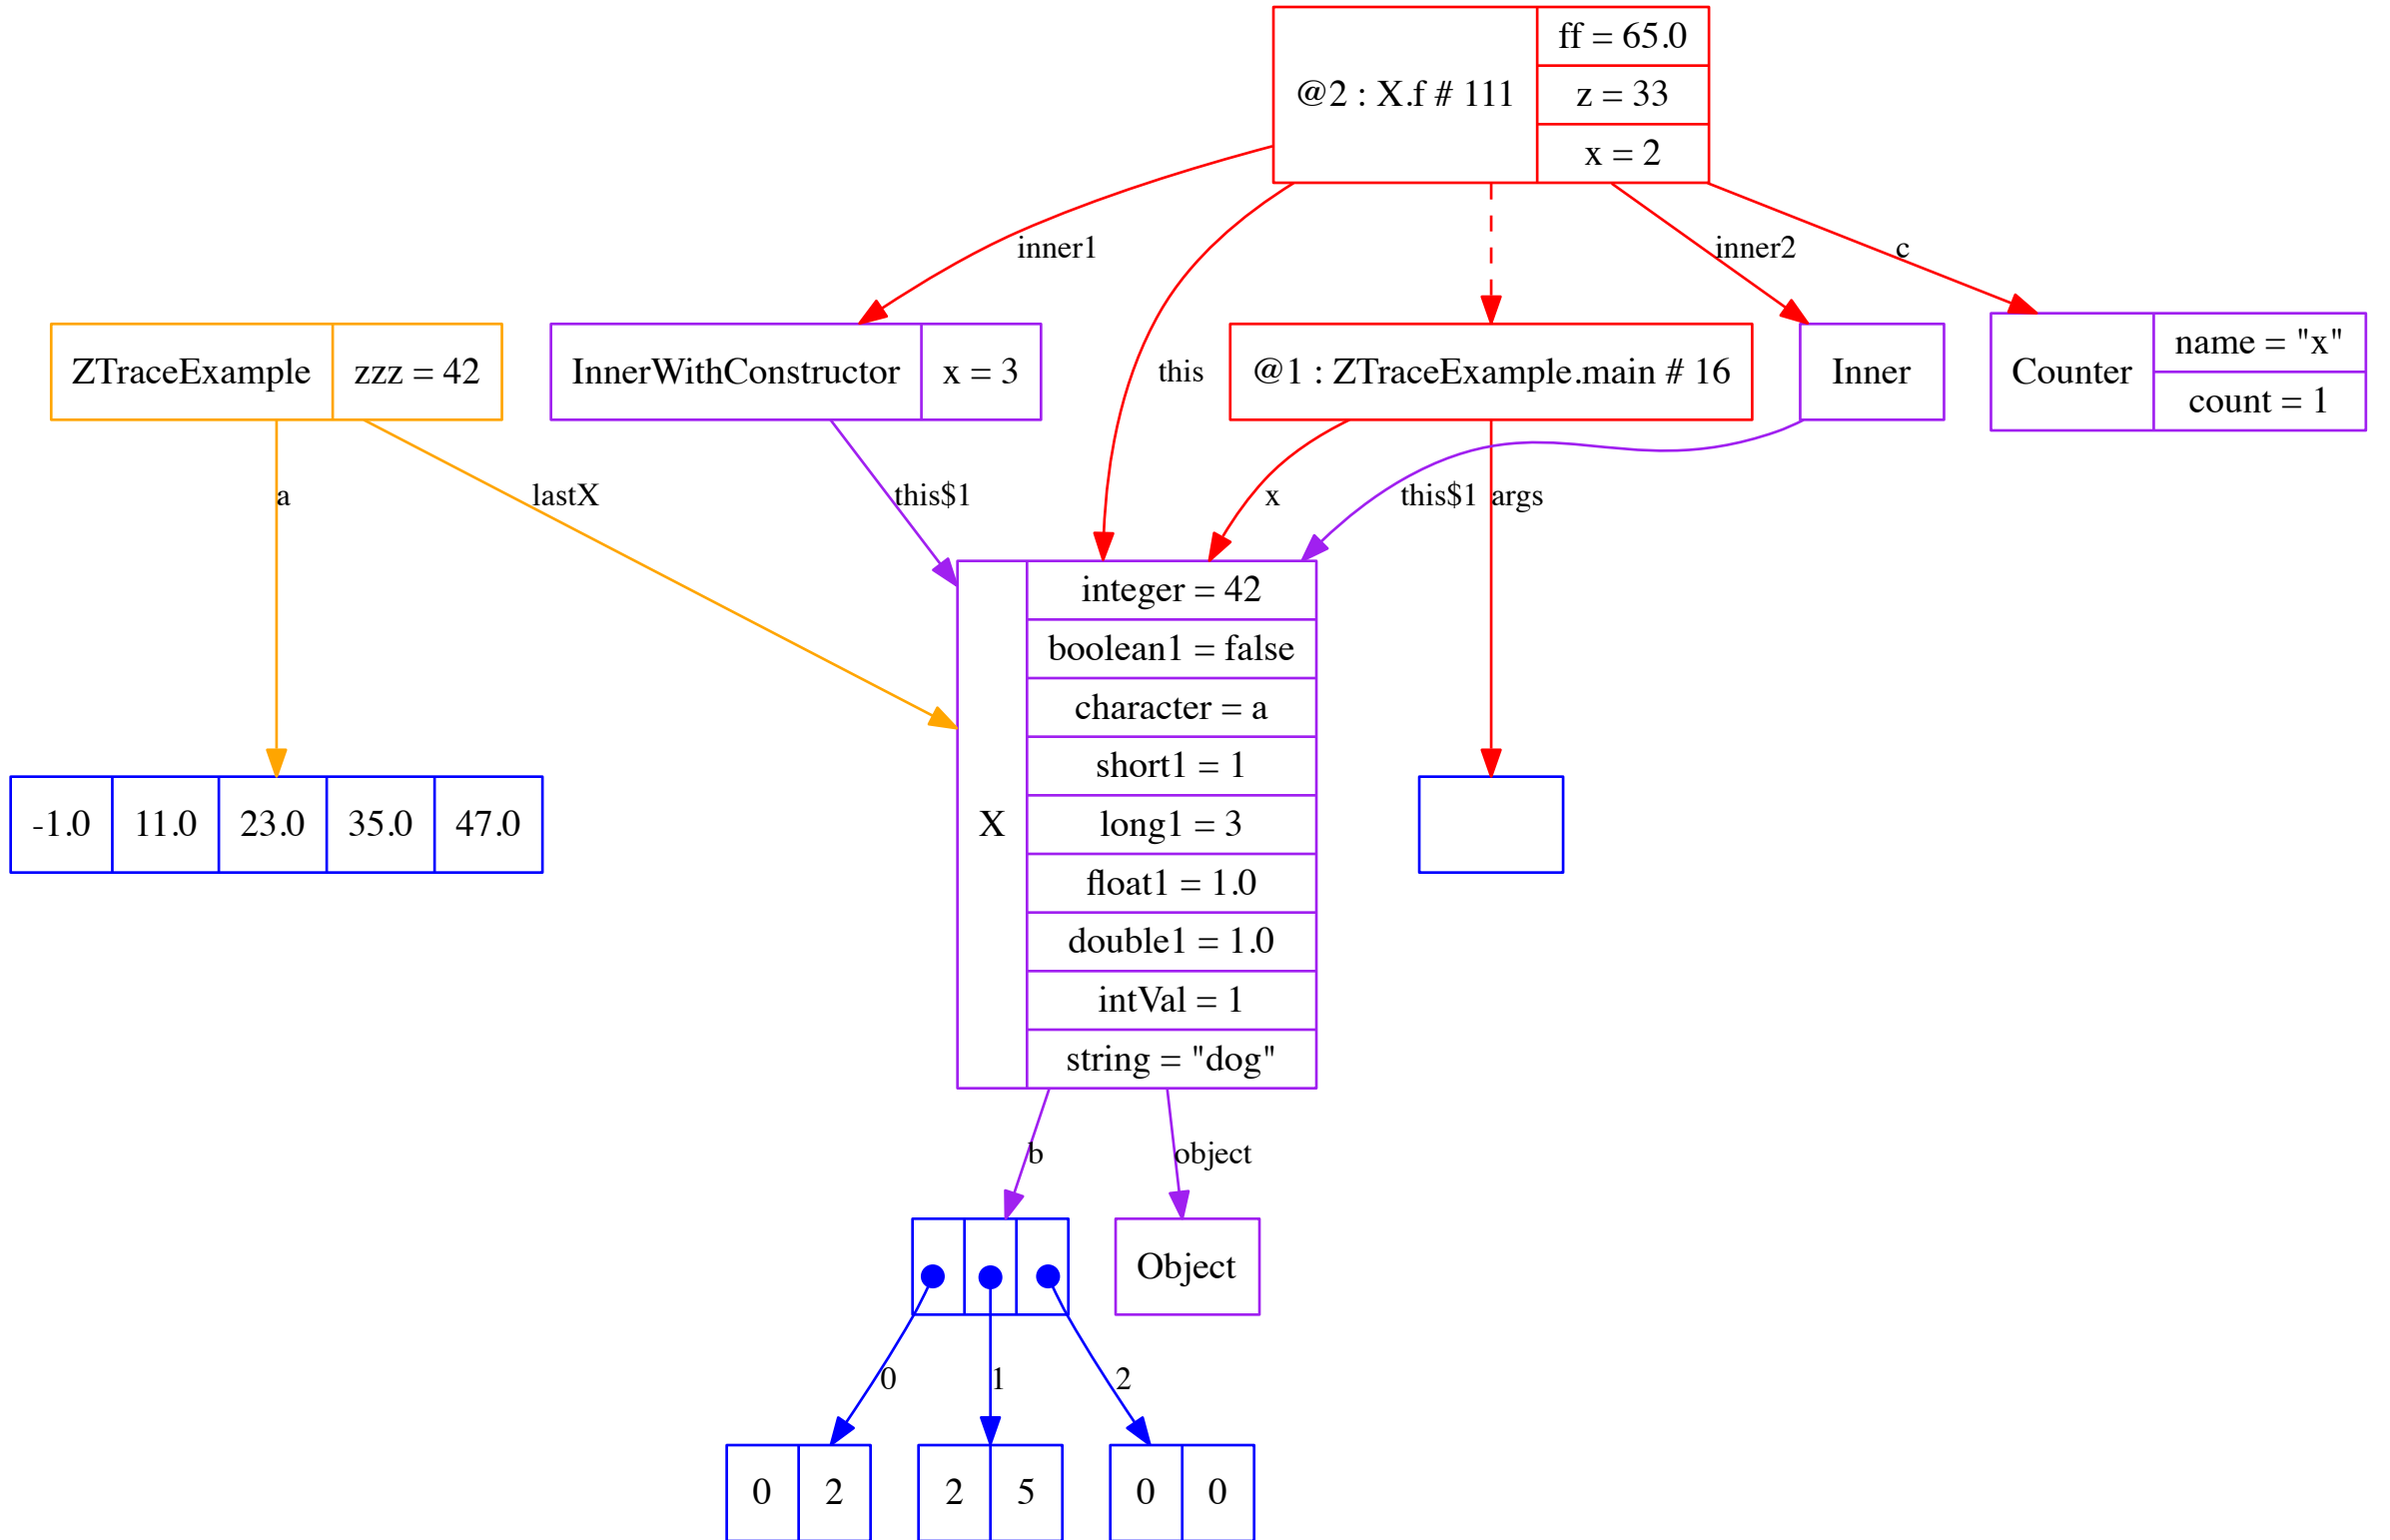 @2 : X.f # 111
ff = 65.0
z = 33
x = 2
inner1
inner2
c
ZTraceExample
zzz = 42
InnerWithConstructor
x = 3
this
@1 : ZTraceExample.main # 16
Inner
Counter
name = "x"
count = 1
a
lastX
this$1
x
this$1
args
X
integer = 42
boolean1 = false
character = a
short1 = 1
long1 = 3
float1 = 1.0
double1 = 1.0
intVal = 1
string = "dog"
-1.0
11.0
23.0
35.0
47.0
b
object
Object
0
1
2
0
2
2
5
0
0